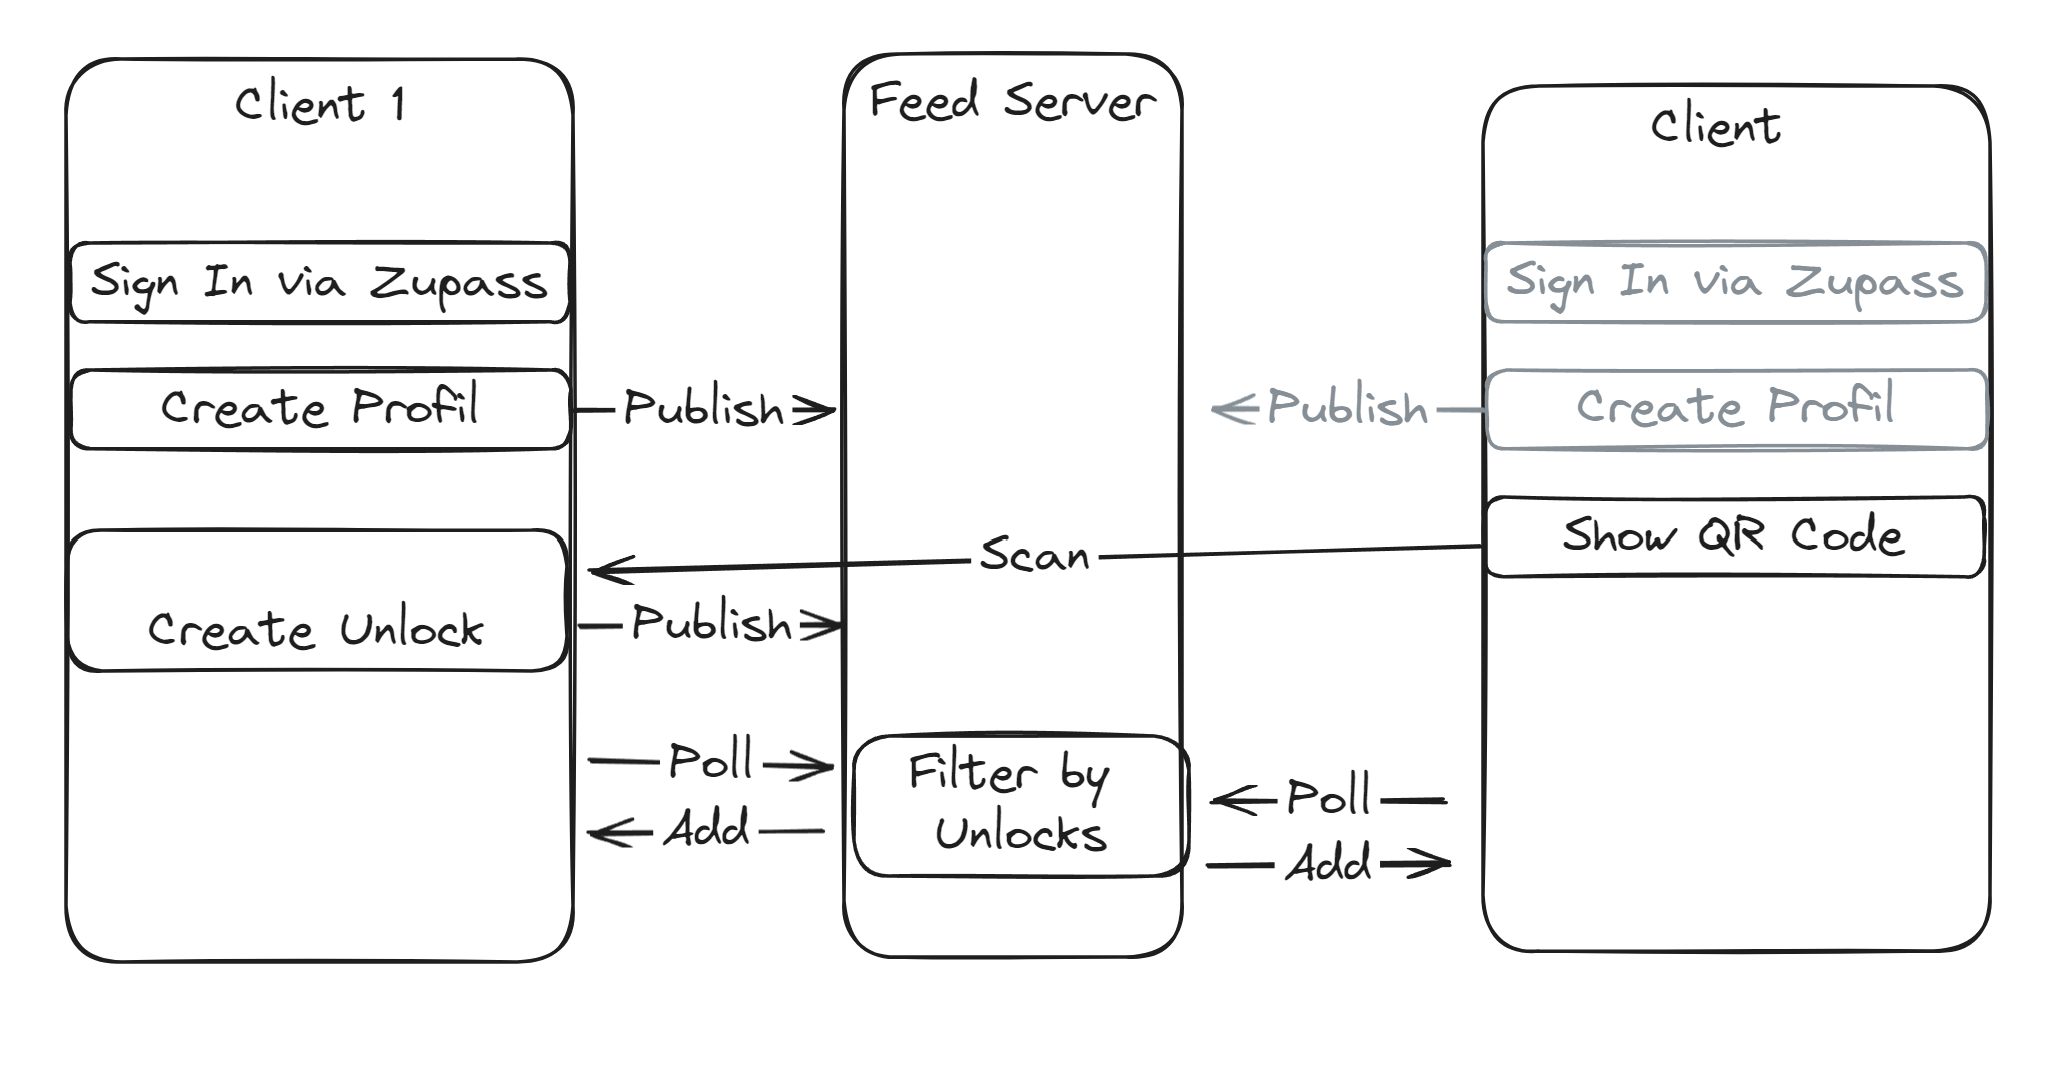 Client 1
Feed Server
Client
Sign In via Zupass
Sign In via Zupass
Create Profil
Publish
Publish
Create Profil
Show QR Code
Scan
Create Unlock
Publish
Poll
Add
Filter by
Unlocks
Poll
Add